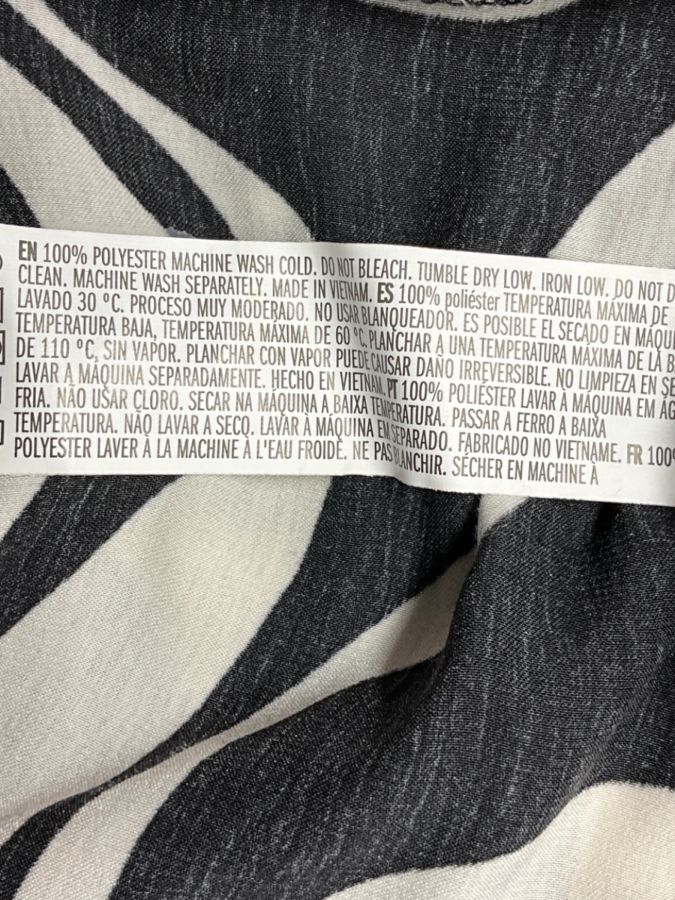 EN 100% POLYESTER MACHINE WASH COLD. DO NOT BLEACH. TUMBLE DRY LOW. IRON LOW. DO NOT D
CLEAN. MACHINE WASH SEPARATELY. MADE IN VIETNAM. ES 100% poliéster TEMPERATURA MÁXIMA DE
LAVADO 30 ºC. PROCESO MUY MODERADO. NO USAR BLANQUEADOR. ES POSIBLE EL SECADO EN MÁQUI
TEMPERATURA BAJA, TEMPERATURA MÁXIMA DE 60 ºC. PLANCHAR A UNA TEMPERATURA MÁXIMA DE LA B
DE 110 ºC, SIN VAPOR. PLANCHAR CON VAPOR PUEDE CAUSAR DAÑO IRREVERSIBLE. NO LIMPIEZA EN SE
LAVAR A MÁQUINA SEPARADAMENTE. HECHO EN VIETNAM. PT 100% POLIÉSTER LAVAR À MÁQUINA EM ÁG
FRIA. NÃO USAR CLORO. SECAR NA MÁQUINA A BAIXA TEMPERATURA. PASSAR A FERRO A BAIXA
TEMPERATURA. NÃO LAVAR A SECO. LAVAR À MÁQUINA EM SEPARADO. FABRICADO NO VIETNAME. FR 100%
POLYESTER LAVER À LA MACHINE À L'EAU FROIDE. NE PAS BLANCHIR. SÉCHER EN MACHINE À